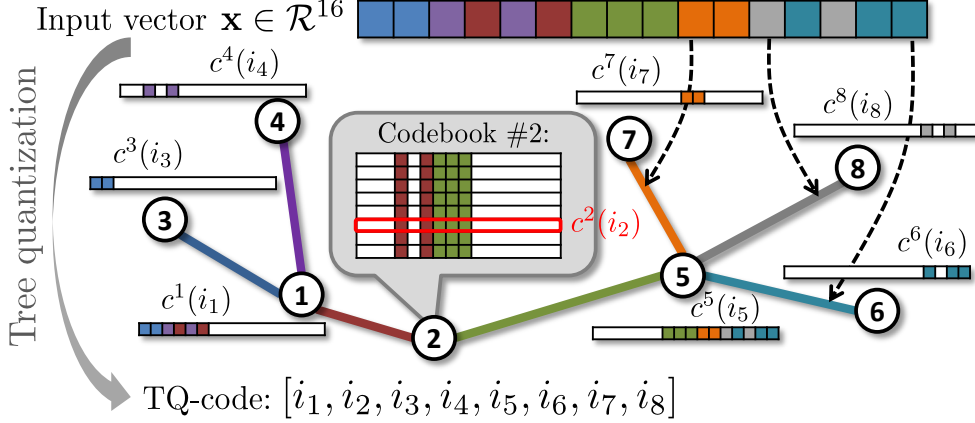 Input vector x ∈ ℛ¹⁶
Tree quantization
c⁴(i₄)
4
c³(i₃)
3
c¹(i₁)
1
Codebook #2:
c²(i₂)
2
c⁷(i₇)
7
c⁸(i₈)
8
c⁶(i₆)
6
5
c⁵(i₅)
TQ-code: [i₁, i₂, i₃, i₄, i₅, i₆, i₇, i₈]